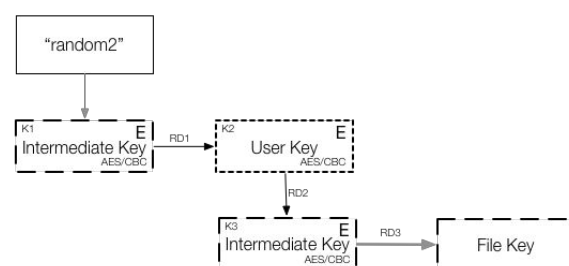 “random2”
K1
E
Intermediate Key
AES/CBC
RD1
K2
E
User Key
AES/CBC
RD2
K3
E
Intermediate Key
AES/CBC
RD3
File Key